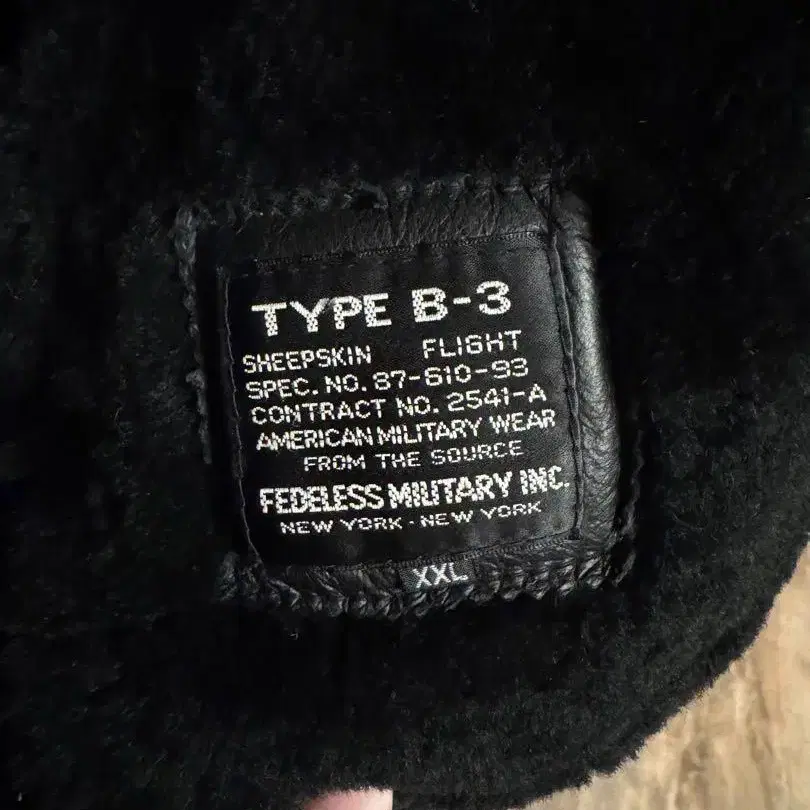 TYPE B-3
SHEEPSKIN FLIGHT
SPEC. NO. 87-610-93
CONTRACT NO. 2541-A
AMERICAN MILITARY WEAR
FROM THE SOURCE
FEDELESS MILITARY INC.
NEW YORK - NEW YORK
XXL